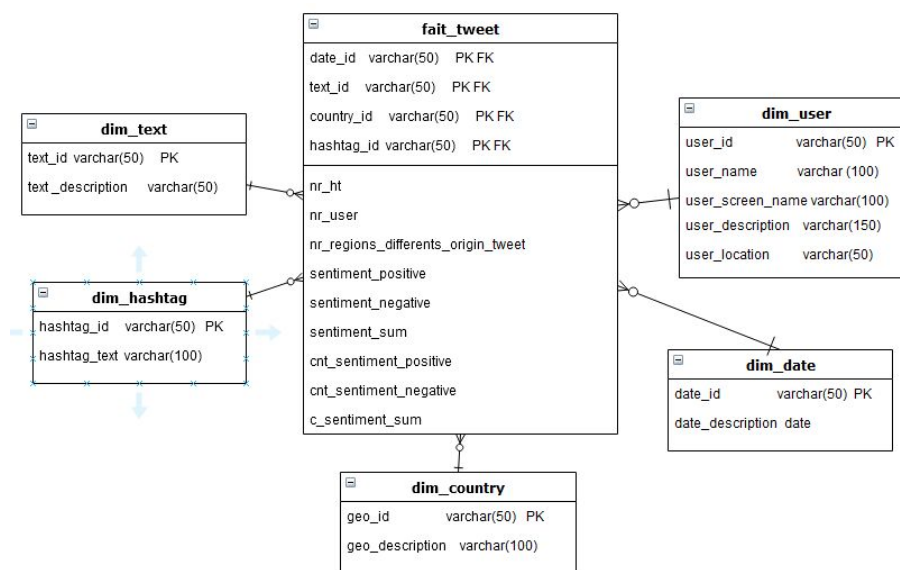 fait_tweet
date_id varchar(50) PK FK
text_id varchar(50) PK FK
country_id varchar(50) PK FK
hashtag_id varchar(50) PK FK
nr_ht
nr_user
nr_regions_differents_origin_tweet
sentiment_positive
sentiment_negative
sentiment_sum
cnt_sentiment_positive
cnt_sentiment_negative
c_sentiment_sum
dim_text
text_id varchar(50) PK
text_description varchar(50)
dim_hashtag
hashtag_id varchar(50) PK
hashtag_text varchar(100)
dim_user
user_id varchar(50) PK
user_name varchar (100)
user_screen_name varchar(100)
user_description varchar(150)
user_location varchar(50)
dim_date
date_id varchar(50) PK
date_description date
dim_country
geo_id varchar(50) PK
geo_description varchar(100)